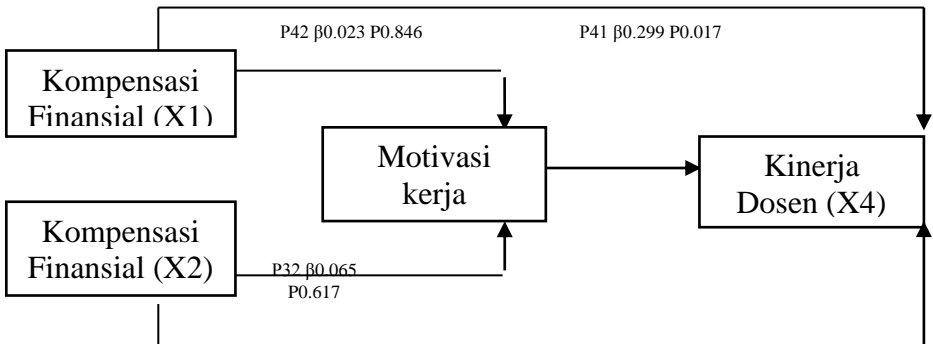 P42 β0.023 P0.846
P41 β0.299 P0.017
Kompensasi
Finansial (X1)
Motivasi
kerja
Kinerja
Dosen (X4)
Kompensasi
Finansial (X2)
P32 β0.065
P0.617